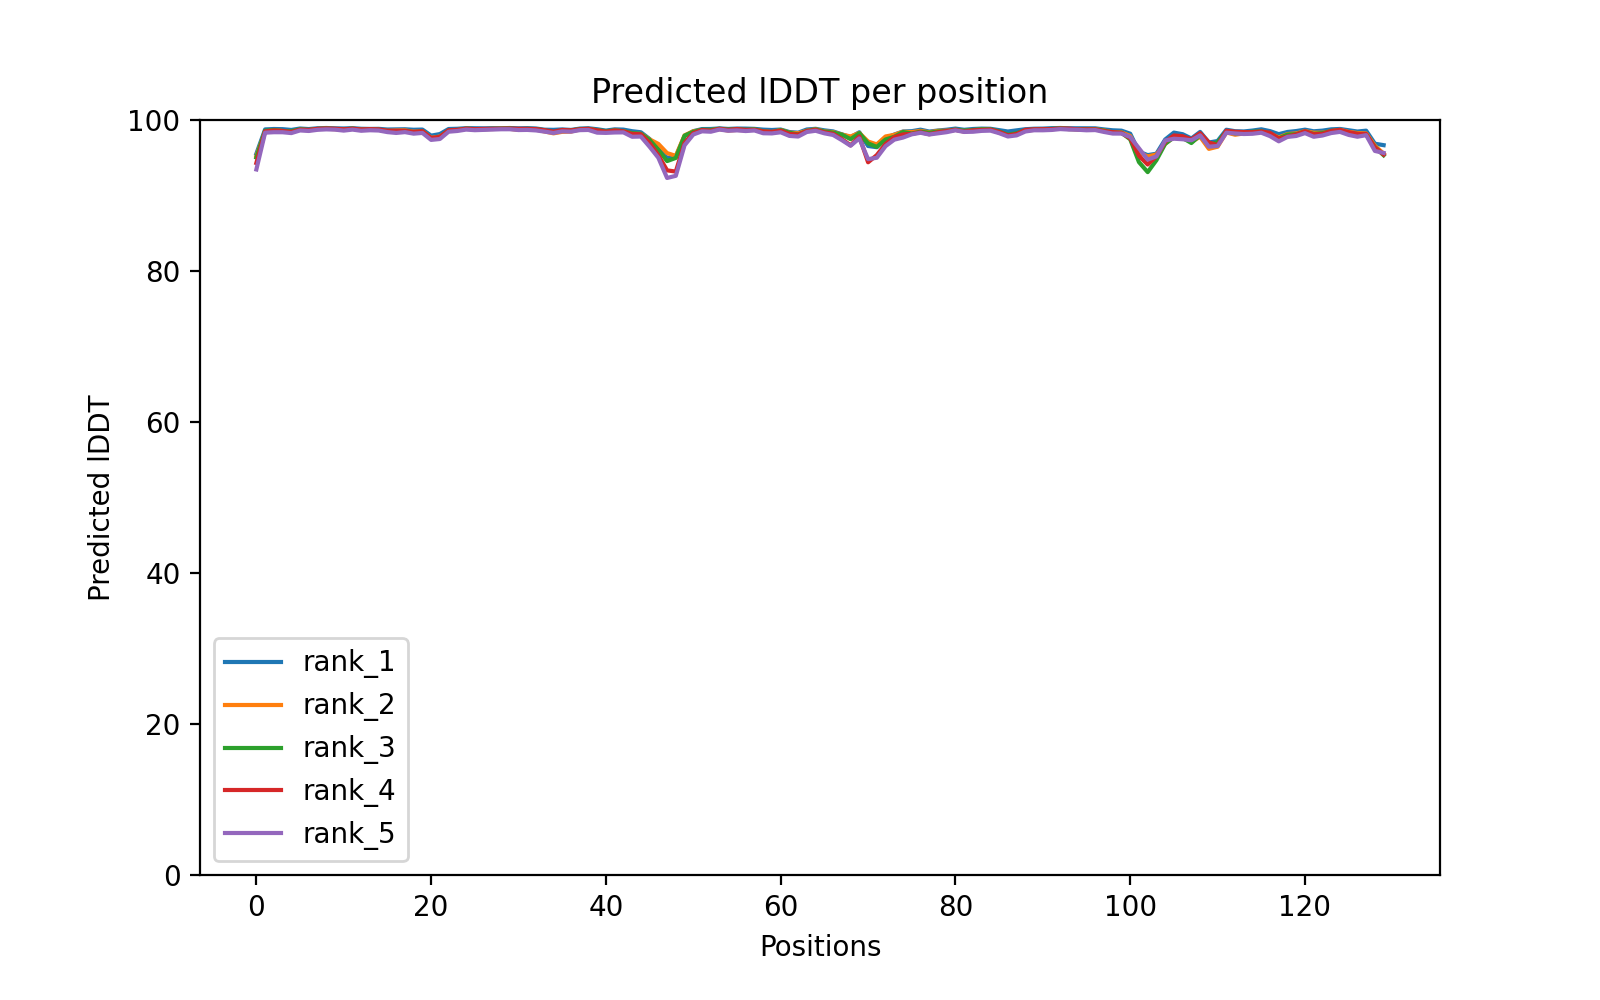 Predicted lDDT per position
100
80
60
40
20
0
Predicted lDDT
rank_1
rank_2
rank_3
rank_4
rank_5
0 20 40 60 80 100 120
Positions